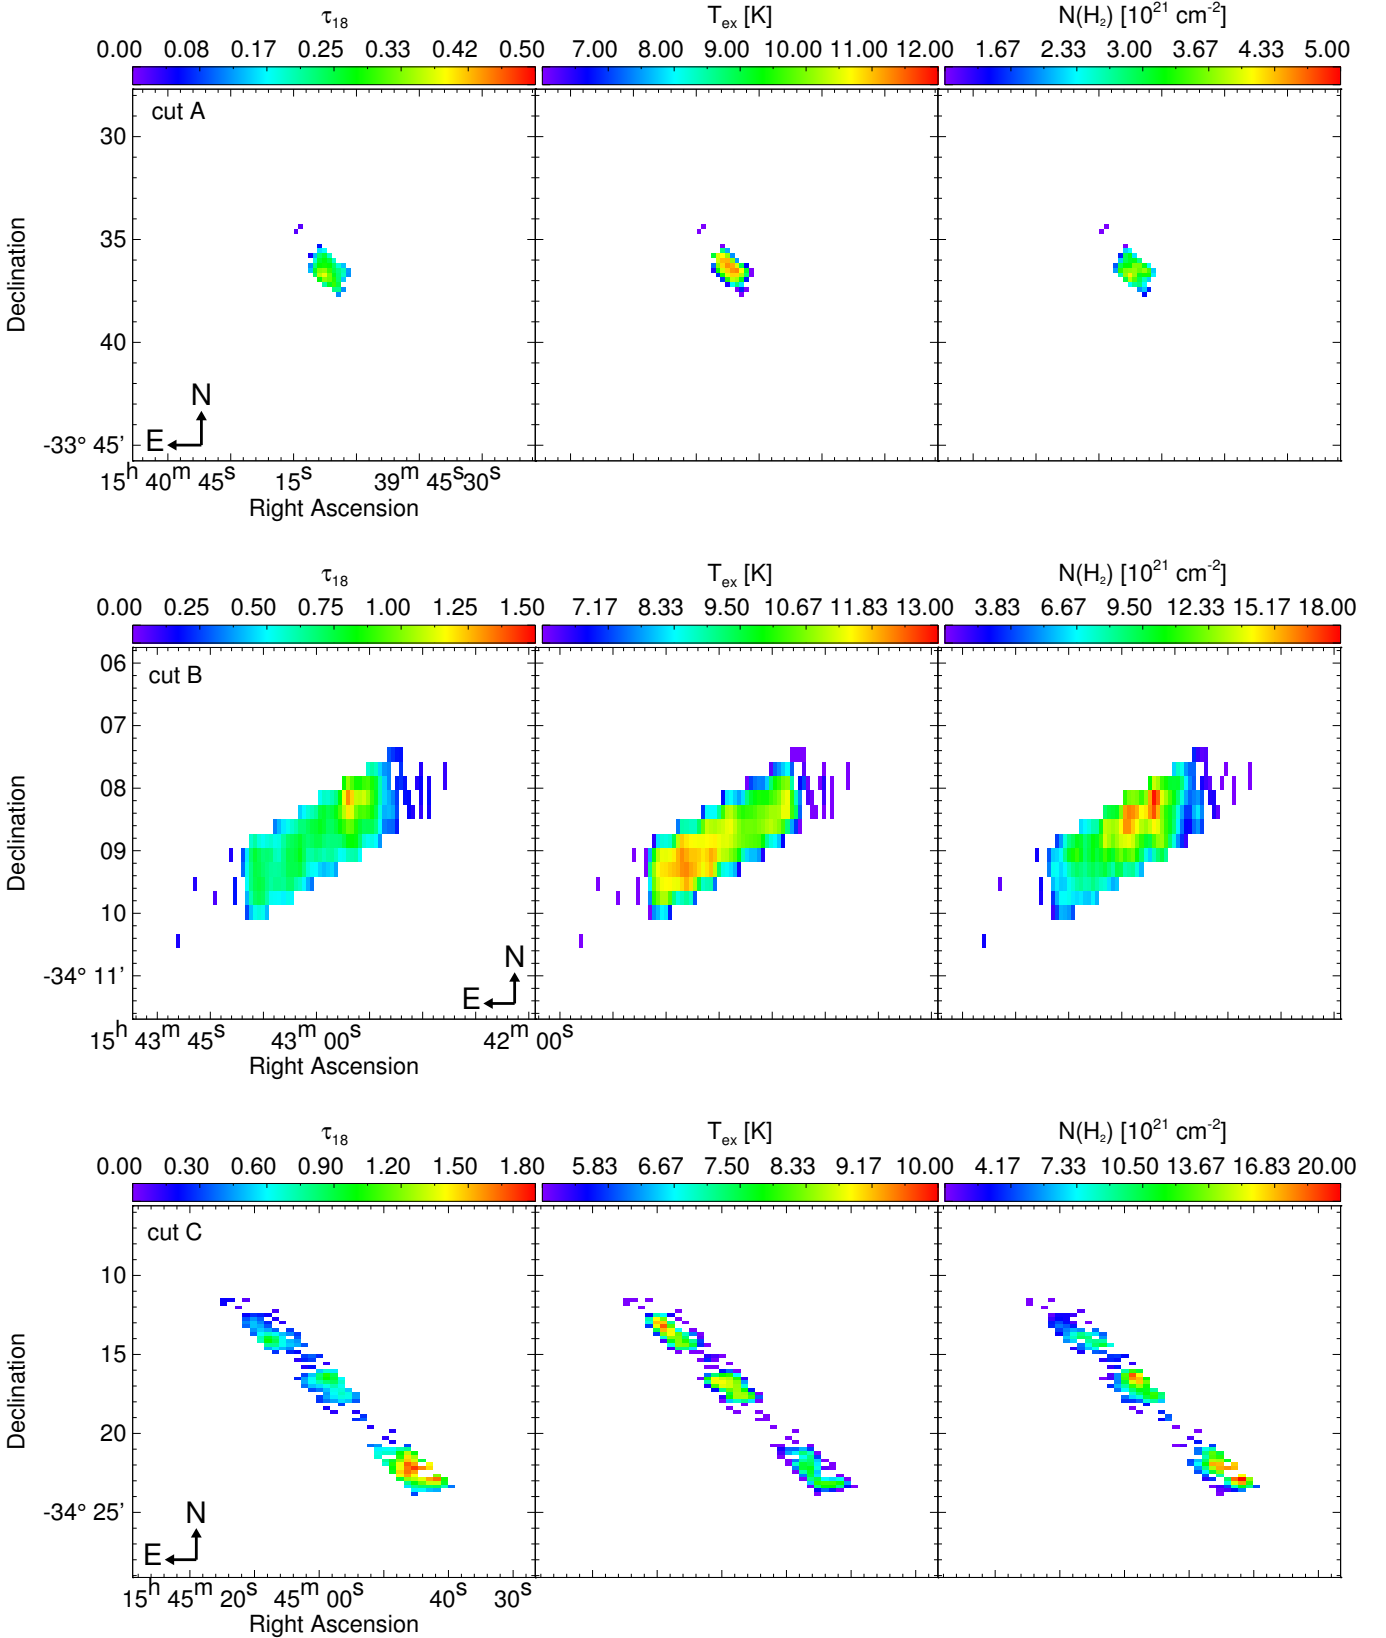 τ18 Tex [K] N(H2) [10^21 cm^-2]
0.00 0.08 0.17 0.25 0.33 0.42 0.50 7.00 8.00 9.00 10.00 11.00 12.00 1.67 2.33 3.00 3.67 4.33 5.00
cut A
30
35
40
-33° 45'
Declination
N
E
15h 40m 45s 15s 39m 45s 30s
Right Ascension
τ18 Tex [K] N(H2) [10^21 cm^-2]
0.00 0.25 0.50 0.75 1.00 1.25 1.50 7.17 8.33 9.50 10.67 11.83 13.00 3.83 6.67 9.50 12.33 15.17 18.00
cut B
06
07
08
09
10
-34° 11'
Declination
N
E
15h 43m 45s 43m 00s 42m 00s
Right Ascension
τ18 Tex [K] N(H2) [10^21 cm^-2]
0.00 0.30 0.60 0.90 1.20 1.50 1.80 5.83 6.67 7.50 8.33 9.17 10.00 4.17 7.33 10.50 13.67 16.83 20.00
cut C
10
15
20
-34° 25'
Declination
N
E
15h 45m 20s 45m 00s 40s 30s
Right Ascension